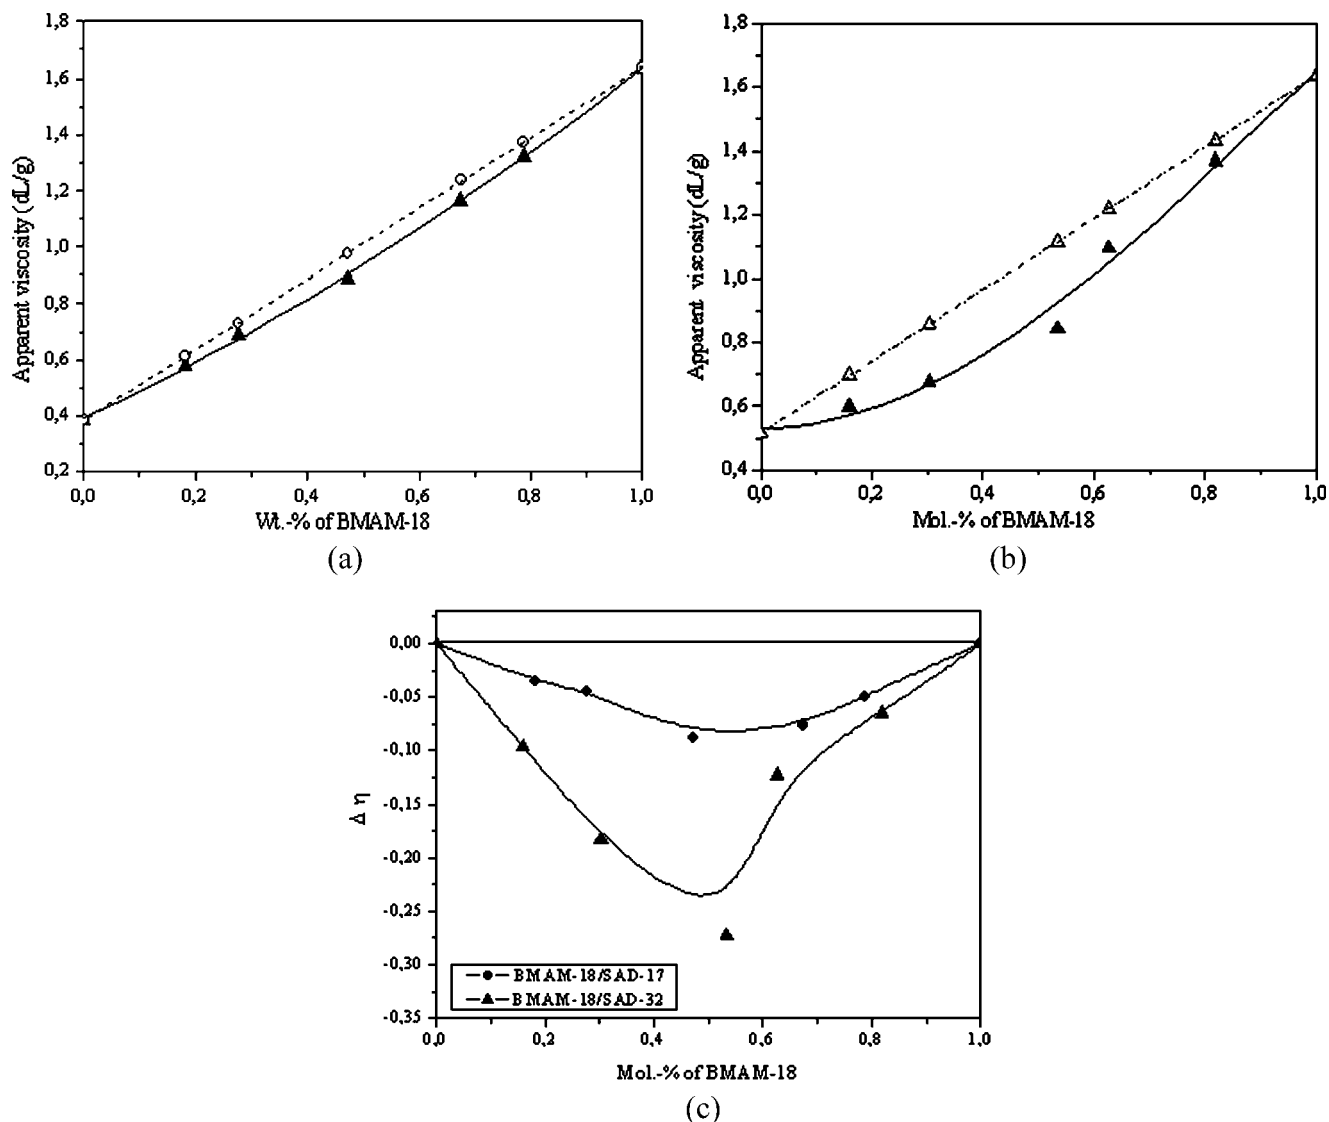 1,8
1,6
1,4
1,2
1,0
0,8
0,6
0,4
0,2
Apparent viscosity (dL/g)
0,0 0,2 0,4 0,6 0,8 1,0
Wt.-% of BMAM-18
(a)
1,8
1,6
1,4
1,2
1,0
0,8
0,6
0,4
Apparent viscosity (dL/g)
0,0 0,2 0,4 0,6 0,8 1,0
Mol.-% of BMAM-18
(b)
0,00
-0,05
-0,10
-0,15
-0,20
-0,25
-0,30
-0,35
Δ η
BMAM-18/SAD-17
BMAM-18/SAD-32
0,0 0,2 0,4 0,6 0,8 1,0
Mol.-% of BMAM-18
(c)